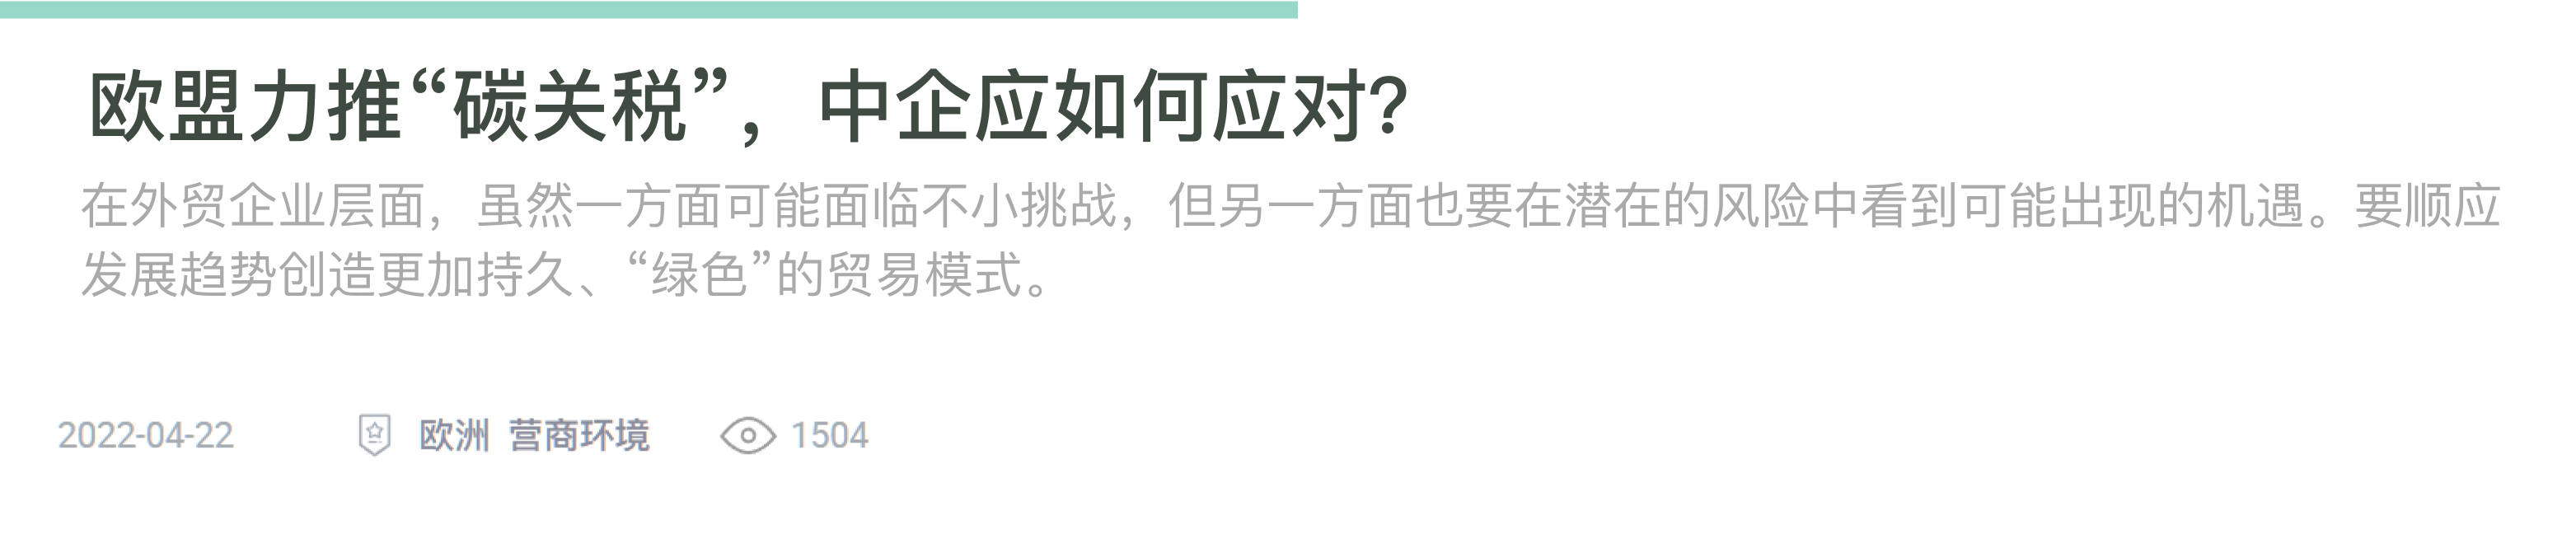 欧盟力推“碳关税”，中企应如何应对?
在外贸企业层面，虽然一方面可能面临不小挑战，但另一方面也要在潜在的风险中看到可能出现的机遇。要顺应
发展趋势创造更加持久、“绿色”的贸易模式。
2022-04-22 欧洲 营商环境 1504